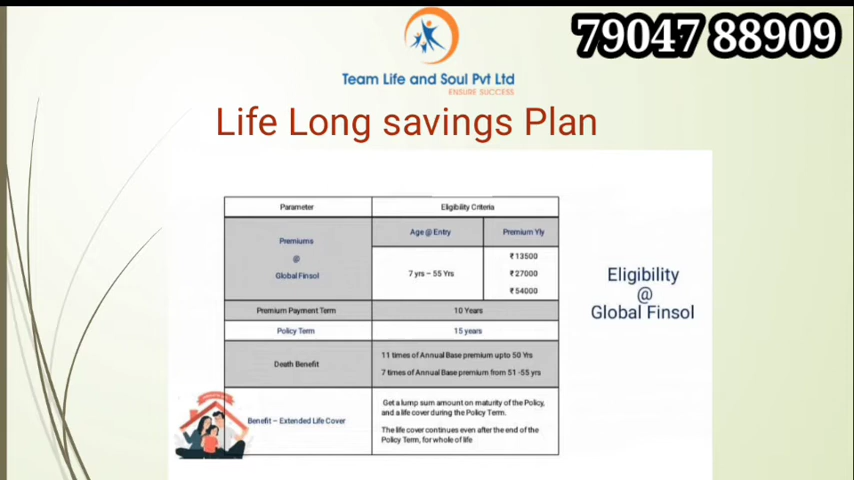 79047 88909
Team Life and Soul Pvt Ltd
ENSURE SUCCESS
Life Long savings Plan
Parameter
Eligibility Criteria
Premiums
@
Global Finsol
Age @ Entry
Premium Yly
7 yrs – 55 Yrs
₹13500
₹27000
₹54000
Premium Payment Term
10 Years
Policy Term
15 years
Death Benefit
11 times of Annual Base premium upto 50 Yrs
7 times of Annual Base premium from 51 -55 yrs
Benefit – Extended Life Cover
Get a lump sum amount on maturity of the Policy,
and a life cover during the Policy Term.
The life cover continues even after the end of the
Policy Term, for whole of life
Eligibility
@
Global Finsol